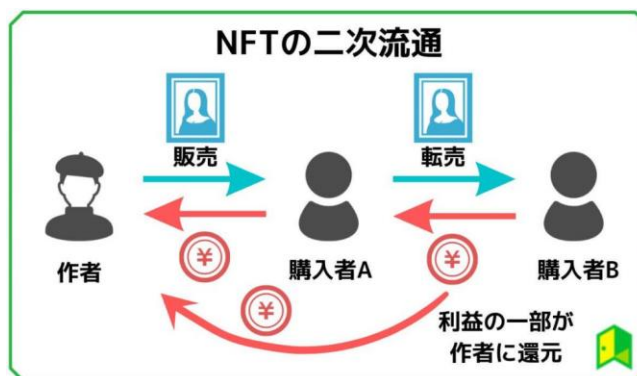 NFTの二次流通
販売
転売
¥
¥
¥
作者
購入者A
購入者B
利益の一部が
作者に還元